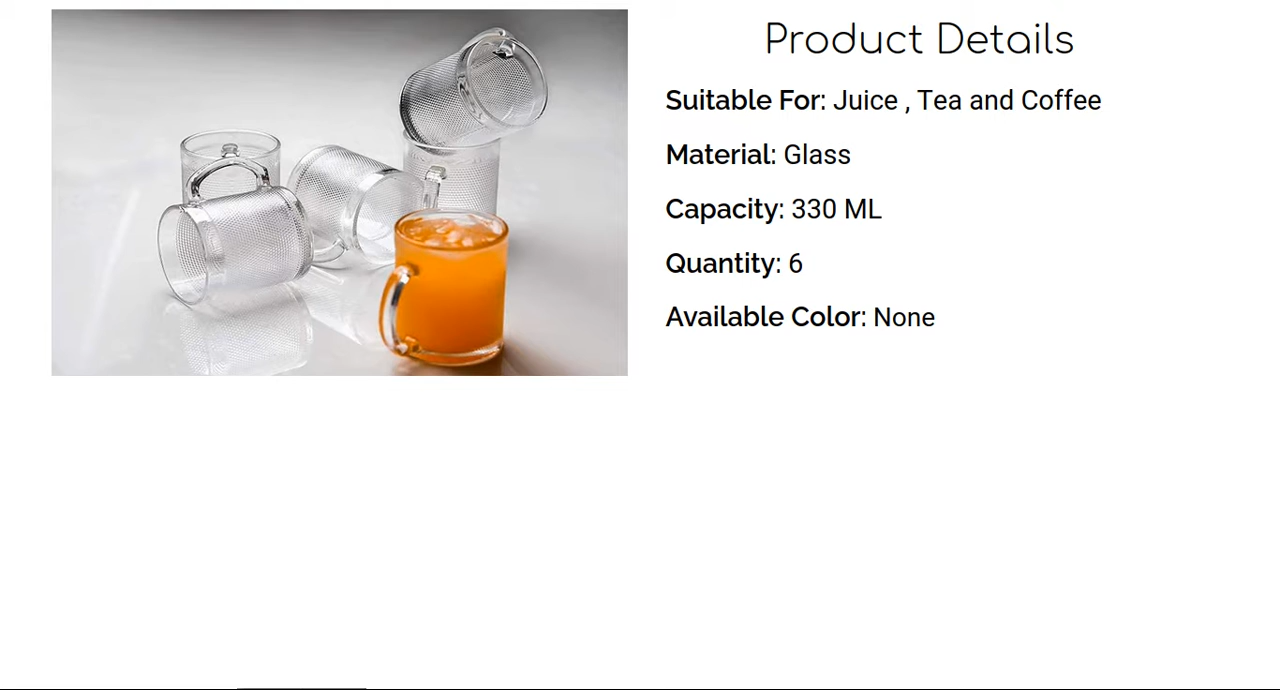 Product Details
Suitable For: Juice , Tea and Coffee
Material: Glass
Capacity: 330 ML
Quantity: 6
Available Color: None